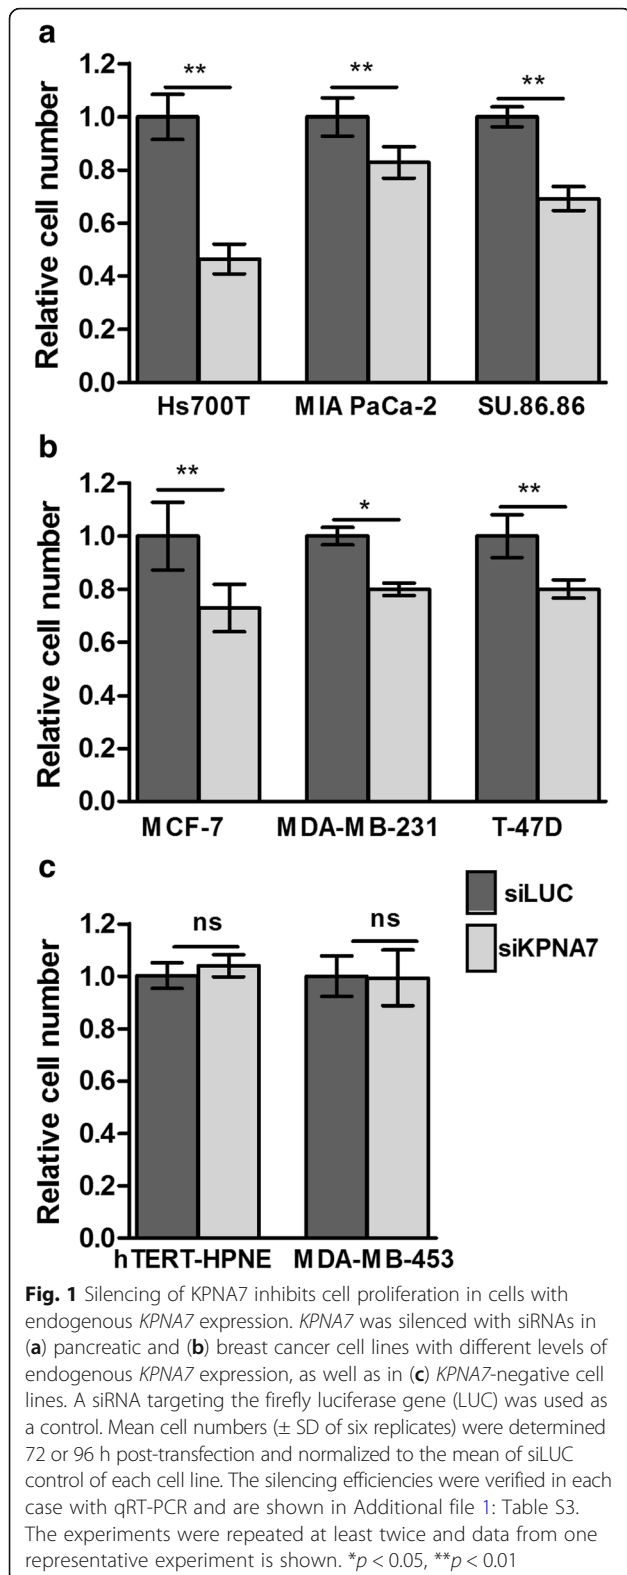 a
Relative cell number
1.2
1.0
0.8
0.6
0.4
0.2
0.0
** ** **
Hs700T MIA PaCa-2 SU.86.86
b
Relative cell number
1.2
1.0
0.8
0.6
0.4
0.2
0.0
** * **
MCF-7 MDA-MB-231 T-47D
c
Relative cell number
1.2
1.0
0.8
0.6
0.4
0.2
0.0
ns ns
hTERT-HPNE MDA-MB-453
siLUC
siKPNA7
Fig. 1 Silencing of KPNA7 inhibits cell proliferation in cells with
endogenous KPNA7 expression. KPNA7 was silenced with siRNAs in
(a) pancreatic and (b) breast cancer cell lines with different levels of
endogenous KPNA7 expression, as well as in (c) KPNA7-negative cell
lines. A siRNA targeting the firefly luciferase gene (LUC) was used as
a control. Mean cell numbers (± SD of six replicates) were determined
72 or 96 h post-transfection and normalized to the mean of siLUC
control of each cell line. The silencing efficiencies were verified in each
case with qRT-PCR and are shown in Additional file 1: Table S3.
The experiments were repeated at least twice and data from one
representative experiment is shown. *p < 0.05, **p < 0.01